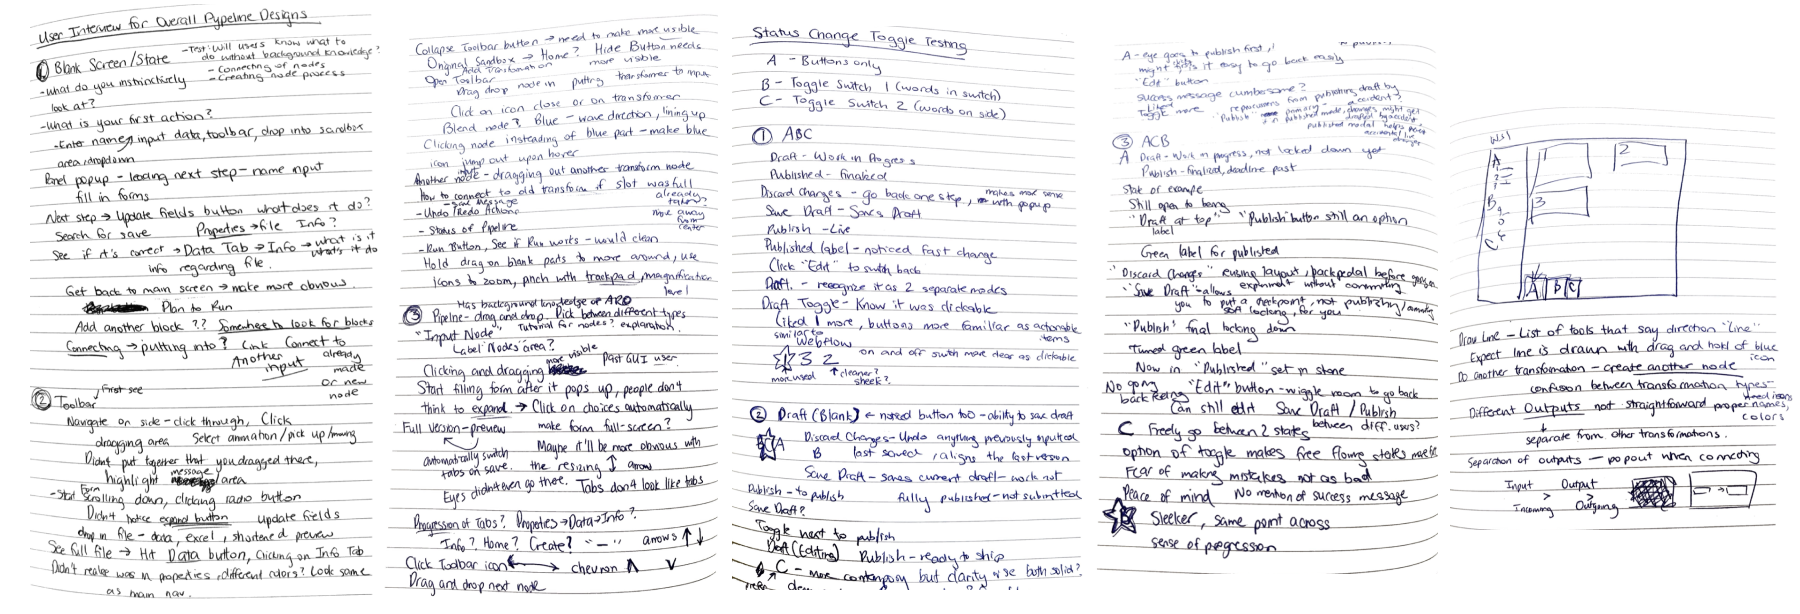 User Interview for Overall Pypeline Designs
① Blank Screen/State
-Test: Will users know what to
do without background knowledge?
- Connecting of nodes
- Creating node process
-What do you instinctively
look at?
-What is your first action?
-Enter name, input data, toolbar, drop into sandbox
area, dropdown
Panel popup - leading next step - name input
fill in forms
Next step → Update fields button what does it do?
Search for save Properties → file Info?
See if it's correct → Data Tab → Info → what is it
what's it do
info regarding file.
Get back to main screen → make more obvious.
Plan to Run
Add another block ?? Somewhere to look for blocks
Connecting → putting into? Link Connect to
Another
input
already
made
or new
node
② Toolbar
First see
Navigate on side - click through, Click
dragging area Select animation/pick up/moving
Didn't put together that you dragged there,
message
highlight area
Form
-Start Scrolling down, clicking radio button
Didn't notice expand button update fields
drop in file - data, excel, shortened preview
See full file → Hit Data button, Clicking on Info Tab
Didn't realize was in properties, different colors? Look same
as main nav.
Collapse Toolbar button → need to make more visible
Original Sandbox → Home? Hide Button needs
more visible
Add Transformation
Open Toolbar
Drag drop node in putting transformer to input
Click on icon close or on transformer
Blend node? Blue - wave direction, lining up
Clicking node instead of blue part - make blue
icon jump out upon hover
Another node - dragging out another transform node
How to connect to old transform if slot was full
- Save Message
already
taken?
- Undo/Redo Actions
- Status of Pipeline
move away
from
center
-Run Button, See if Run works - would clean
Hold drag on blank parts to move around, use
Icons to zoom, pinch with trackpad, magnification
level
Has background knowledge of
③ Pipeline - drag and drop. Pick between different types
"Input Node" Tutorial for nodes? explanation.
Label "Nodes" area?
more visible
Clicking and dragging Past GUI user.
Start filling form after it pops up, people don't
think to expand → Click on choices automatically
Full version - preview make form full-screen?
automatically switch
tabs on save.
Maybe it'll be more obvious with
the resizing ↕ arrow
Eyes didn't even go there. Tabs don't look like tabs
Progression of Tabs? Properties → Data → Info?
Info? Home? Create? "—" arrows ↑↓
Click Toolbar icon ↔ chevron ∧ ∨
Drag and drop next node
Status Change Toggle Testing
A - Buttons only
B - Toggle Switch 1 (words in switch)
C - Toggle Switch 2 (words on side)
① ABC
Draft - Work in Progress
Published - finalized
Discard changes - go back one step, makes more sense
with popup
Save Draft - Saves Draft
Publish - Live
Published label - noticed fast change
Click "Edit" to switch back
Draft. - recognize it as 2 separate modes
Draft Toggle - Know it was clickable
Liked 1 more, buttons more familiar as actionable
items
similar to
Webflow
1 3 2 on and off switch more clear as clickable
more used
↑ cleaner?
sleek?
② Draft (Blank) ← noted button too - ability to save draft
A Discard Changes - Undo anything previously inputted
B last saved, aligns the last version
Save Draft - saves current draft - work not
Publish - to publish fully published - not submitted
Save Draft?
Toggle next to publish
Draft (Editing) Publish - ready to ship
C - more contemporary but clarity wise both solid?
A - eye goes to publish first,
might it easy to go back easily
"Edit" button
success message cumbersome?
Liked
Toggle more
③ ACB
A Draft - Work in progress, not locked down yet
Publish - finalized, deadline past
Stat of example
Still open to being
"Draft at top" "Publish" button still an option
label
Green label for published
"Discard Changes" erasing layout, backpedal before
"Save Draft" - allows experiment without committing
you to put a checkpoint, not publishing/
soft locking, for you
"Publish" final locking down
Turned green label
Now in "Published" set in stone
No going
back feeling
"Edit" button - wiggle room to go back
Can still edit Save Draft / Publish
between diff. users?
C Freely go between 2 states
option of toggle makes free flowing states
Fear of making mistakes not as bad
Peace of mind No mention of success message
Sleeker, same point across
sense of progression
1
2
3
A
B
C
A B C
Draw Line - List of tools that say direction "line"
Expect line is drawn with drag and hold of blue
icon
Do another transformation - create another node
confusion between transformation types -
Need icons
Different Outputs not straightforward proper names,
colors
↓
separate from other transformations.
Separation of outputs — popout when connecting
Input Output
> >
Incoming Outgoing